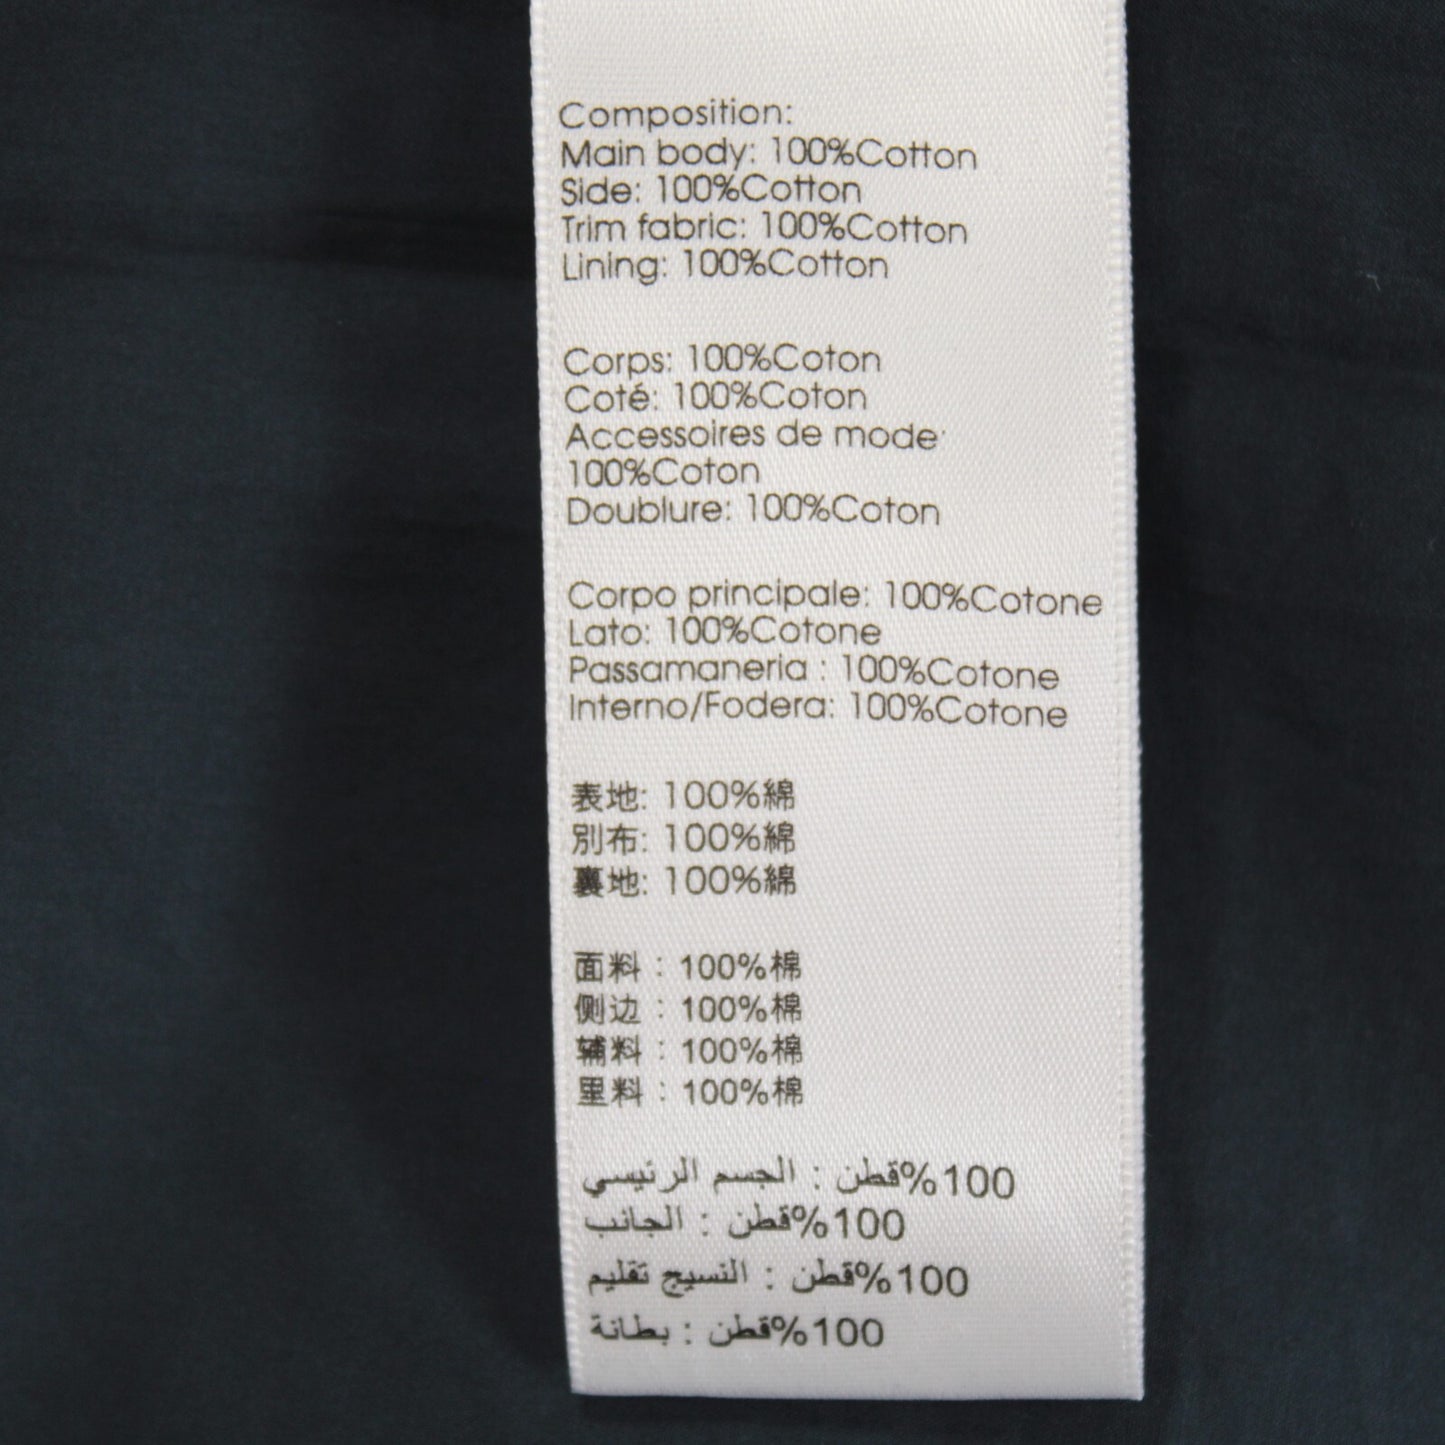 Composition:
Main body: 100%Cotton
Side: 100%Cotton
Trim fabric: 100%Cotton
Lining: 100%Cotton
Corps: 100%Coton
Coté: 100%Coton
Accessoires de mode:
100%Coton
Doublure: 100%Coton
Corpo principale: 100%Cotone
Lato: 100%Cotone
Passamaneria : 100%Cotone
Interno/Fodera: 100%Cotone
表地: 100%綿
別布: 100%綿
裏地: 100%綿
面料 : 100%棉
侧边 : 100%棉
辅料 : 100%棉
里料 : 100%棉
الجسم الرئيسي : قطن%100
الجانب : قطن%100
النسيج تقليم : قطن%100
بطانة : قطن%100